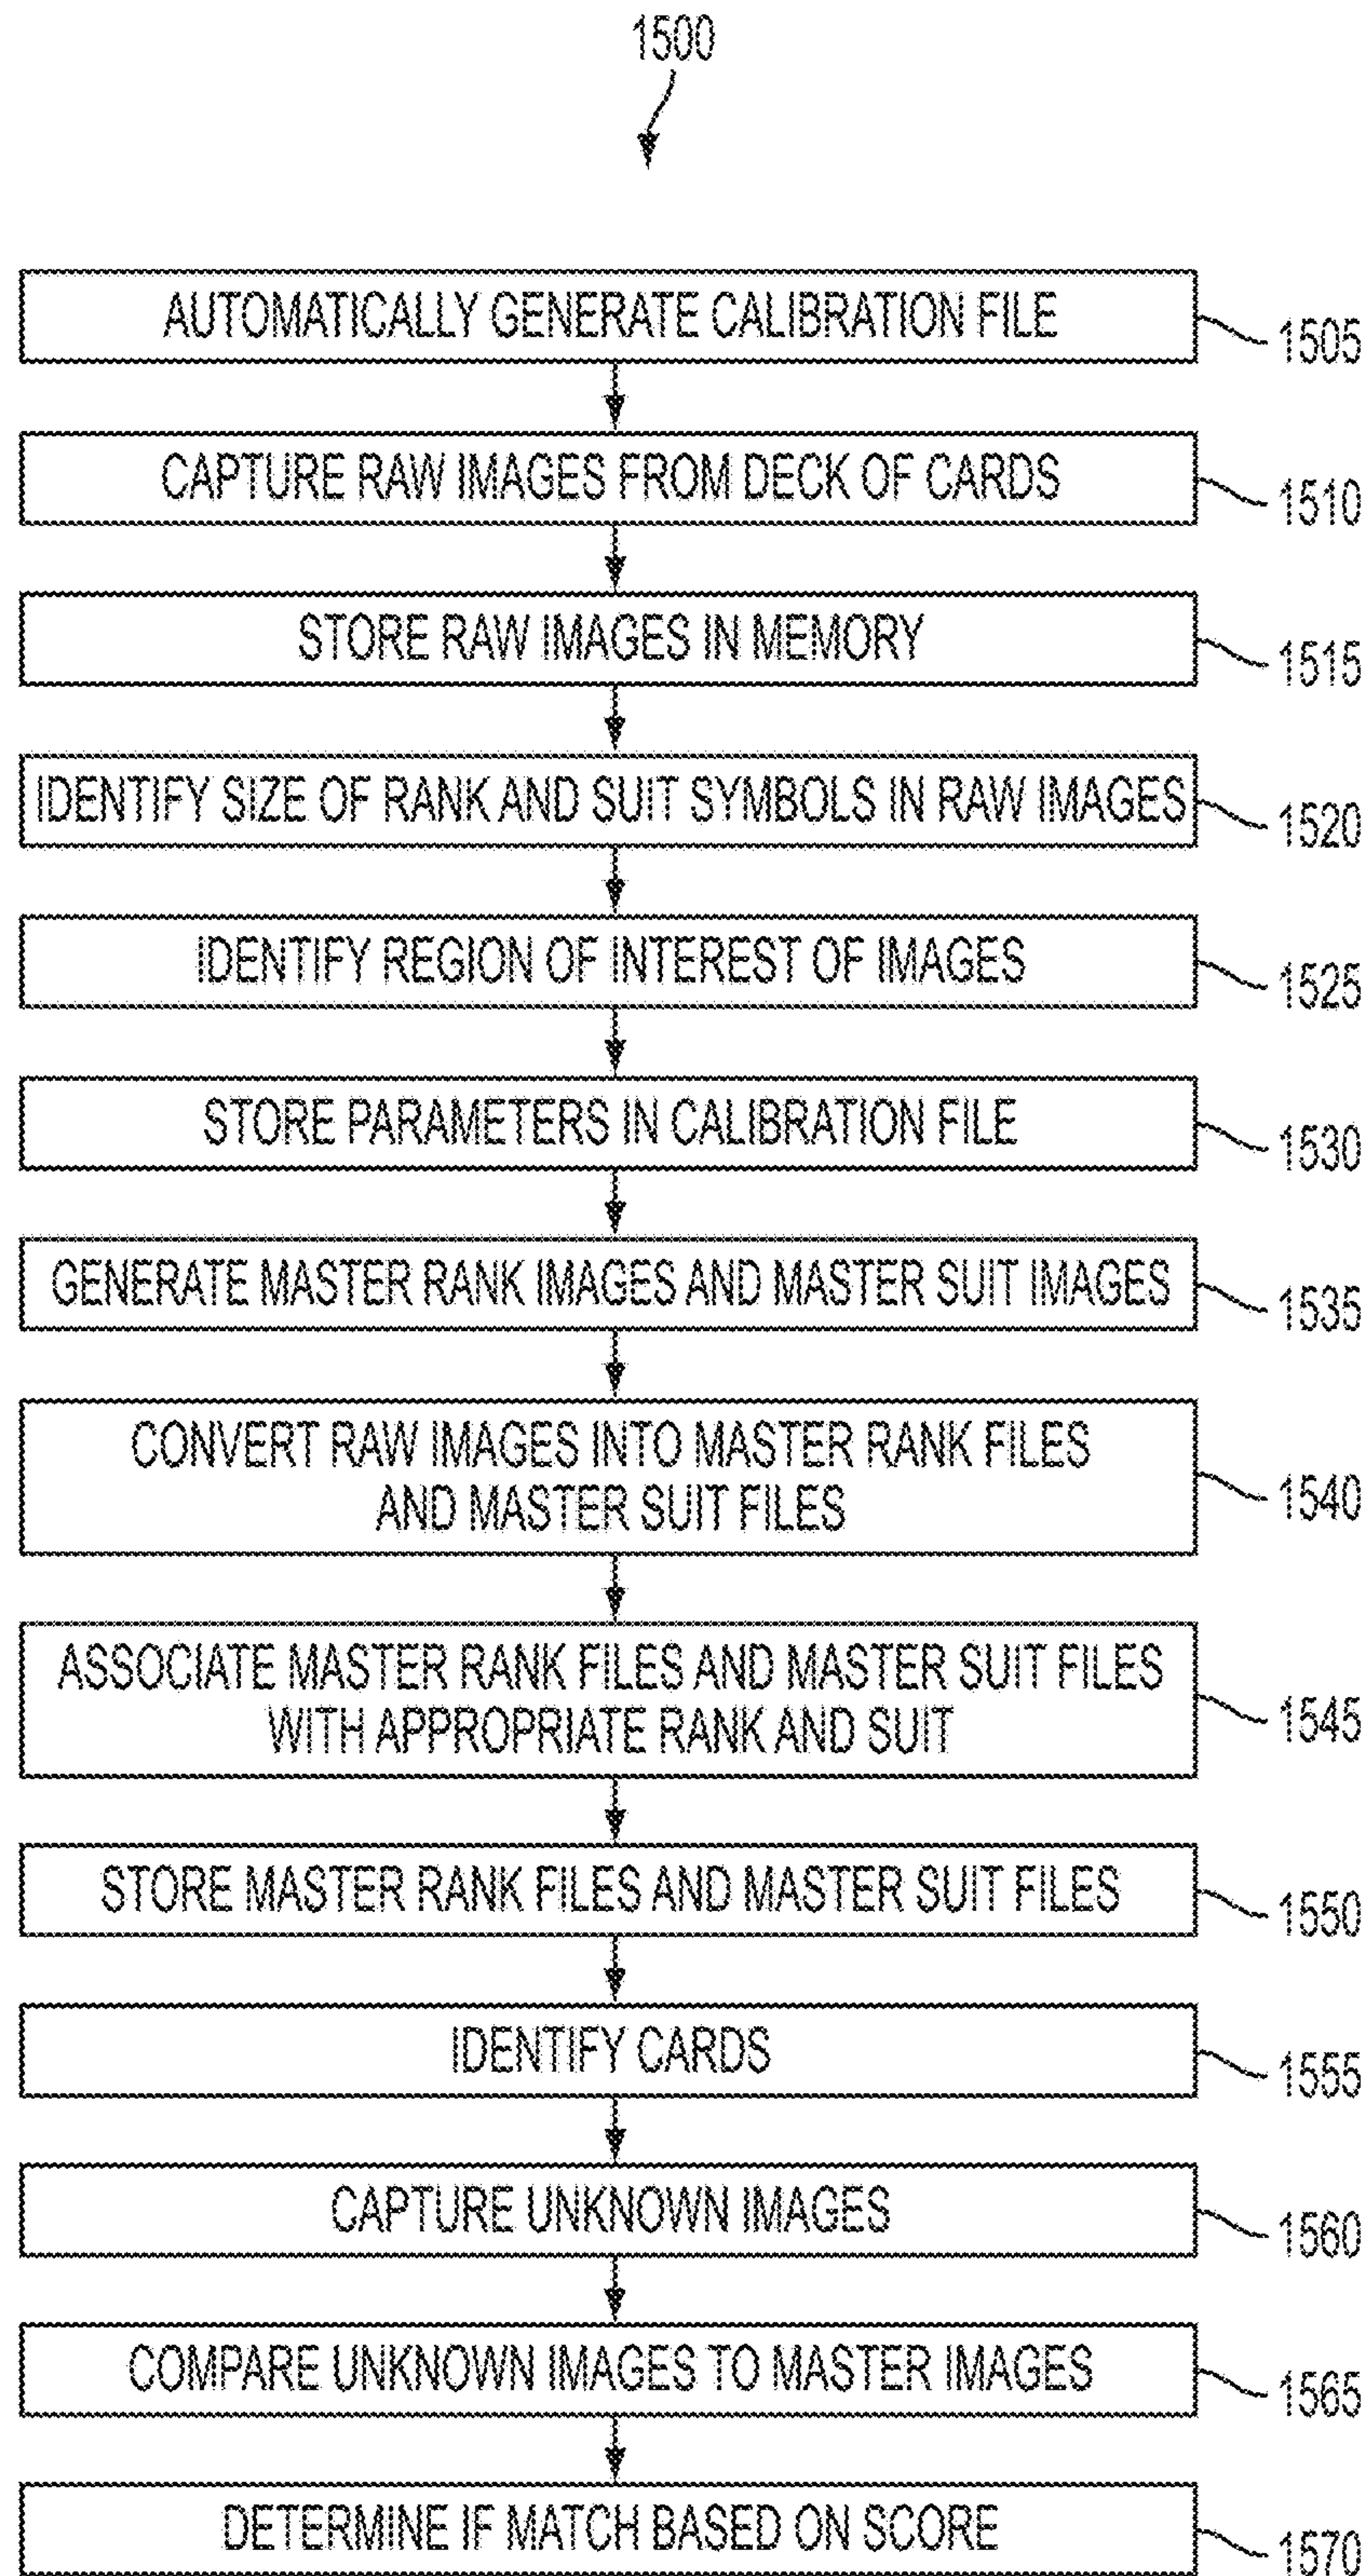 1500
AUTOMATICALLY GENERATE CALIBRATION FILE
1505
CAPTURE RAW IMAGES FROM DECK OF CARDS
1510
STORE RAW IMAGES IN MEMORY
1515
IDENTIFY SIZE OF RANK AND SUIT SYMBOLS IN RAW IMAGES
1520
IDENTIFY REGION OF INTEREST OF IMAGES
1525
STORE PARAMETERS IN CALIBRATION FILE
1530
GENERATE MASTER RANK IMAGES AND MASTER SUIT IMAGES
1535
CONVERT RAW IMAGES INTO MASTER RANK FILES
AND MASTER SUIT FILES
1540
ASSOCIATE MASTER RANK FILES AND MASTER SUIT FILES
WITH APPROPRIATE RANK AND SUIT
1545
STORE MASTER RANK FILES AND MASTER SUIT FILES
1550
IDENTIFY CARDS
1555
CAPTURE UNKNOWN IMAGES
1560
COMPARE UNKNOWN IMAGES TO MASTER IMAGES
1565
DETERMINE IF MATCH BASED ON SCORE
1570